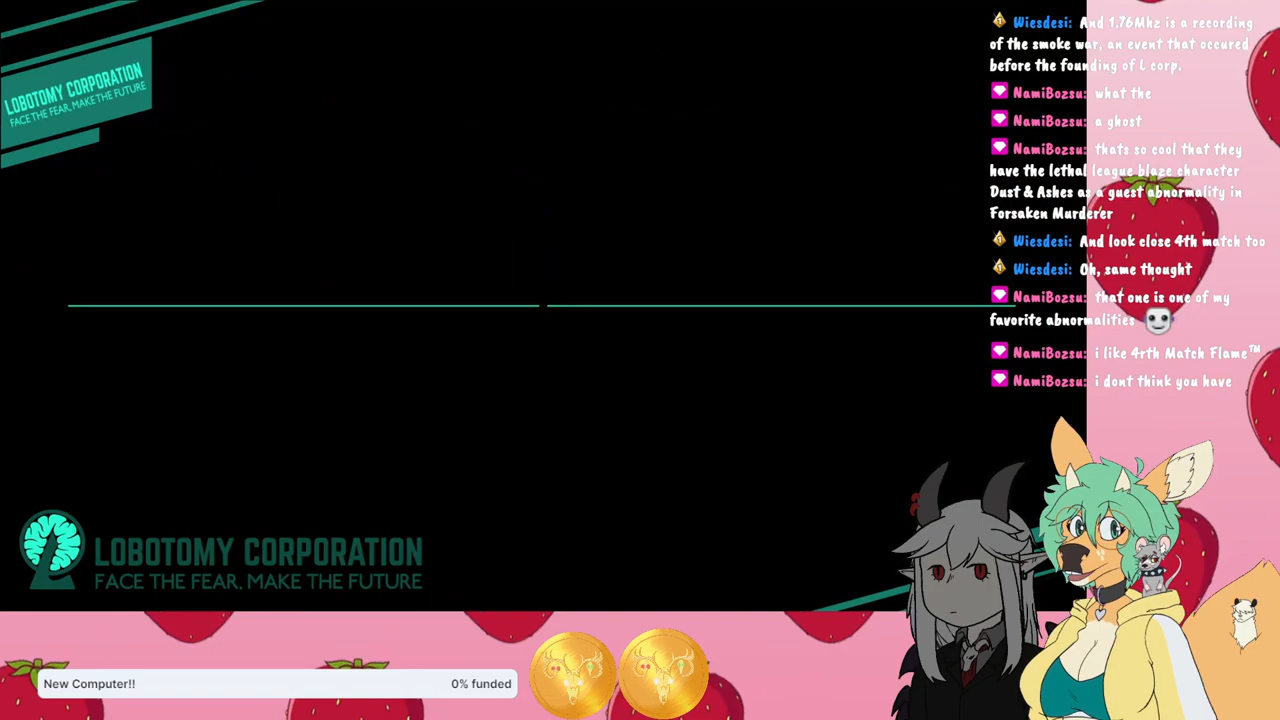 LOBOTOMY CORPORATION
FACE THE FEAR, MAKE THE FUTURE
Wiesdesi: And 1.76Mhz is a recording
of the smoke war, an event that occured
before the founding of L corp.
NamiBozsu: what the
NamiBozsu: a ghost
NamiBozsu: thats so cool that they
have the lethal league blaze character
Dust & Ashes as a guest abnormality in
Forsaken Murderer
Wiesdesi: And look close 4th match too
Wiesdesi: Oh, same thought
NamiBozsu: that one is one of my
favorite abnormalities
NamiBozsu: i like 4rth Match Flame™
NamiBozsu: i dont think you have
LOBOTOMY CORPORATION
FACE THE FEAR, MAKE THE FUTURE
New Computer!! 0% funded